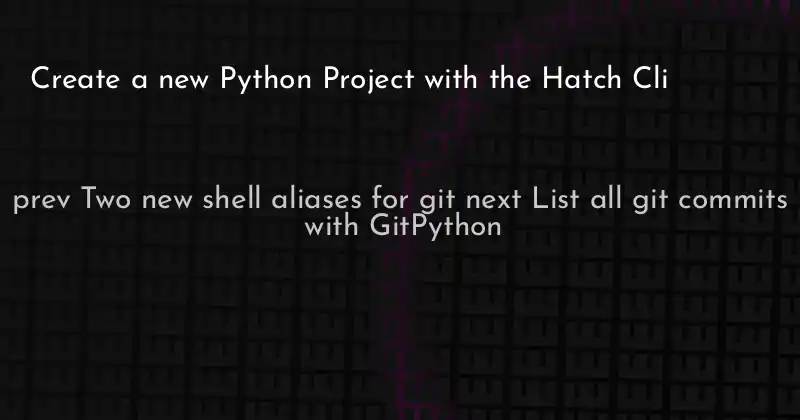 Create a new Python Project with the Hatch Cli
prev Two new shell aliases for git next List all git commits
with GitPython